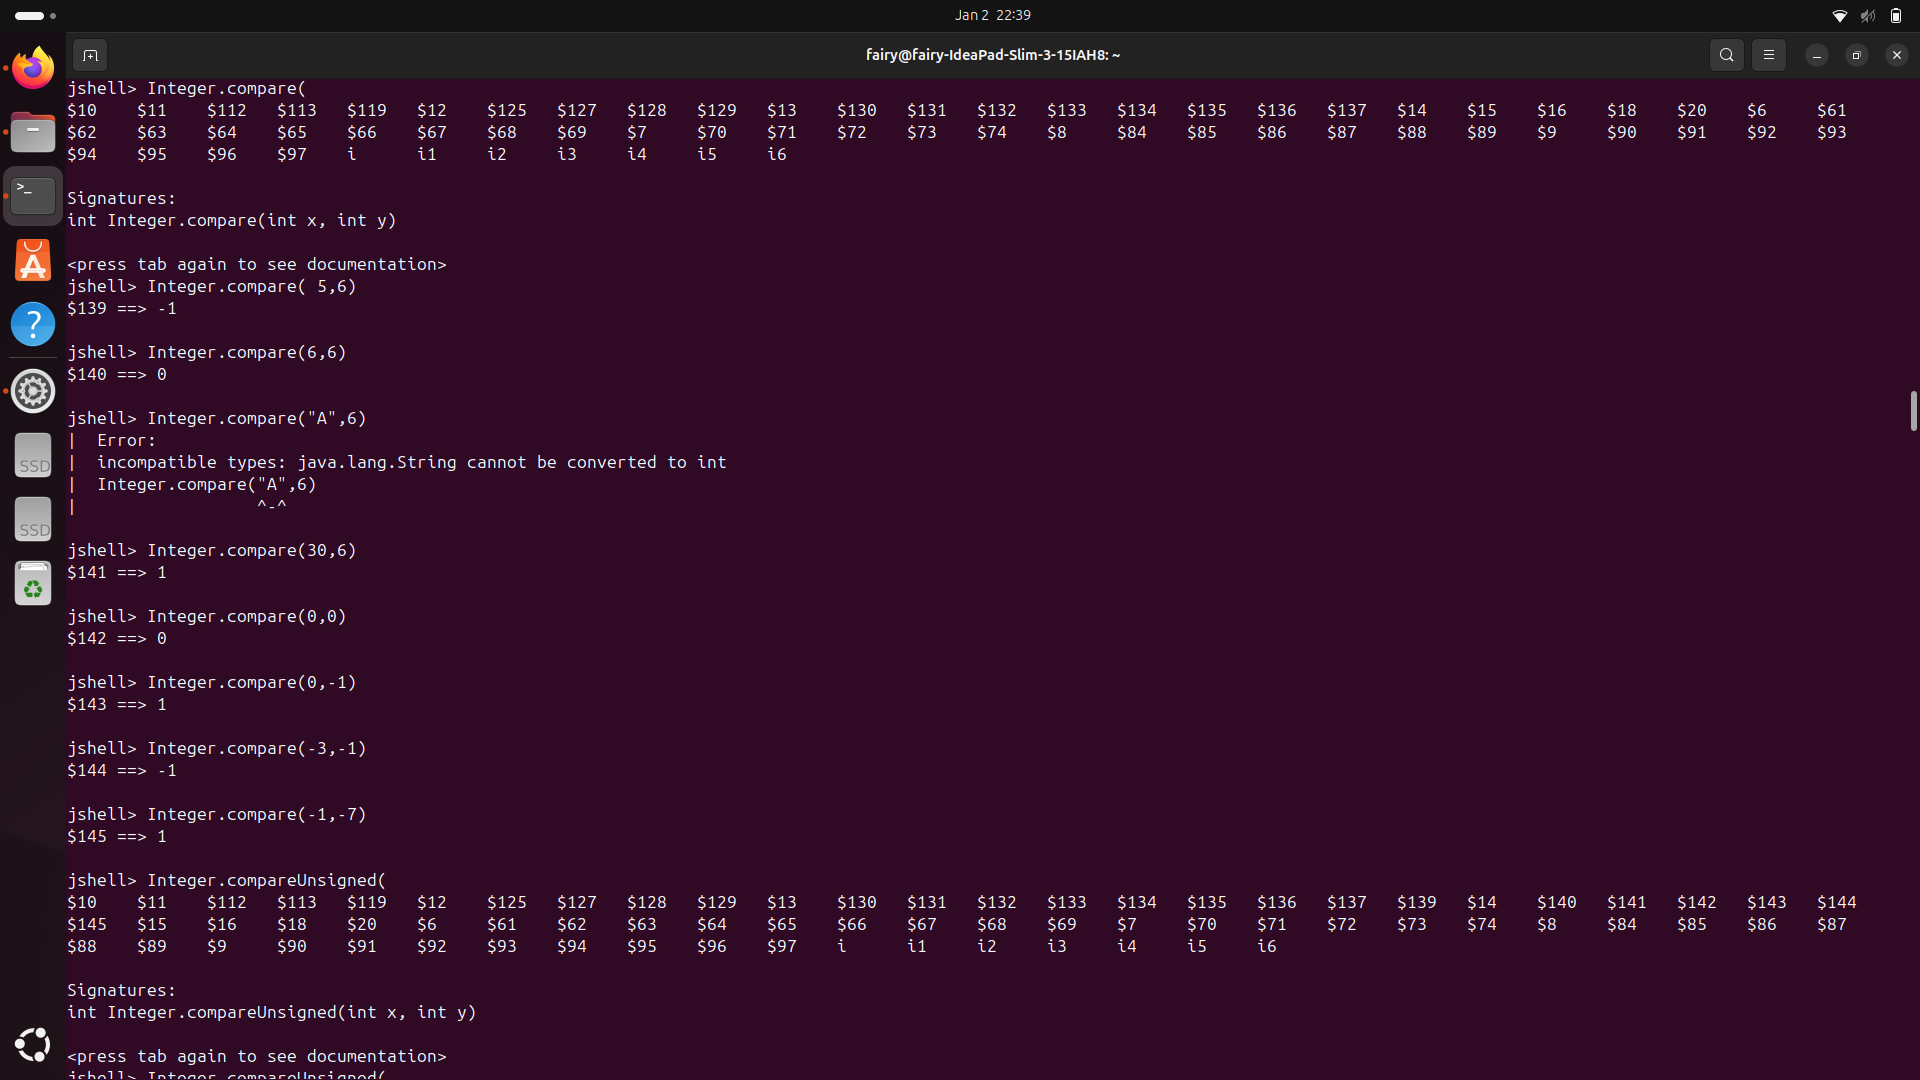 Jan 2 22:39
fairy@fairy-IdeaPad-Slim-3-15IAH8: ~
jshell> Integer.compare(
$10 $11 $112 $113 $119 $12 $125 $127 $128 $129 $13 $130 $131 $132 $133 $134 $135 $136 $137 $14 $15 $16 $18 $20 $6 $61
$62 $63 $64 $65 $66 $67 $68 $69 $7 $70 $71 $72 $73 $74 $8 $84 $85 $86 $87 $88 $89 $9 $90 $91 $92 $93
$94 $95 $96 $97 i i1 i2 i3 i4 i5 i6
Signatures:
int Integer.compare(int x, int y)
<press tab again to see documentation>
jshell> Integer.compare( 5,6)
$139 ==> -1
jshell> Integer.compare(6,6)
$140 ==> 0
jshell> Integer.compare("A",6)
| Error:
| incompatible types: java.lang.String cannot be converted to int
| Integer.compare("A",6)
| ^-^
jshell> Integer.compare(30,6)
$141 ==> 1
jshell> Integer.compare(0,0)
$142 ==> 0
jshell> Integer.compare(0,-1)
$143 ==> 1
jshell> Integer.compare(-3,-1)
$144 ==> -1
jshell> Integer.compare(-1,-7)
$145 ==> 1
jshell> Integer.compareUnsigned(
$10 $11 $112 $113 $119 $12 $125 $127 $128 $129 $13 $130 $131 $132 $133 $134 $135 $136 $137 $139 $14 $140 $141 $142 $143 $144
$145 $15 $16 $18 $20 $6 $61 $62 $63 $64 $65 $66 $67 $68 $69 $7 $70 $71 $72 $73 $74 $8 $84 $85 $86 $87
$88 $89 $9 $90 $91 $92 $93 $94 $95 $96 $97 i i1 i2 i3 i4 i5 i6
Signatures:
int Integer.compareUnsigned(int x, int y)
<press tab again to see documentation>
jshell> Integer.compareUnsigned(
SSD
SSD